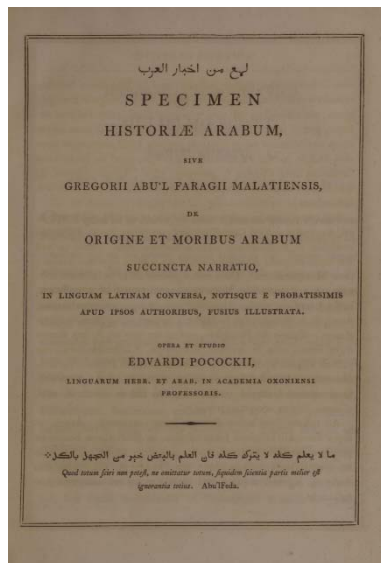 لمع من اخبار العرب
SPECIMEN
HISTORIÆ ARABUM,
SIVE
GREGORII ABU'L FARAGII MALATIENSIS,
DE
ORIGINE ET MORIBUS ARABUM
SUCCINCTA NARRATIO,
IN LINGUAM LATINAM CONVERSA, NOTISQUE E PROBATISSIMIS
APUD IPSOS AUTHORIBUS, FUSIUS ILLUSTRATA.
OPERA ET STUDIO
EDVARDI POCOCKII,
LINGUARUM HEBR. ET ARAB. IN ACADEMIA OXONIENSI
PROFESSORIS.
ما لا يعلم كله لا يترك كله فان العلم بالبعض خير من الجهل بالكل
Quod totum sciri non potest, ne omittatur totum, siquidem scientia partis melior est
ignorantia totius. Abu'lFeda.